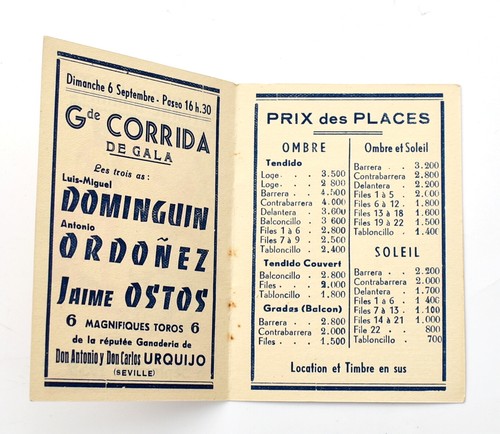 Dimanche 6 Septembre - Paseo 16 h.30
Gde CORRIDA
DE GALA
Les trois as :
Luis-Miguel
DOMINGUIN
Antonio
ORDOÑEZ
JAIME OSTOS
6 MAGNIFIQUES TOROS 6
de la réputée Ganaderia de
Don Antonio y Don Carlos URQUIJO
(SEVILLE)
PRIX des PLACES
OMBRE
Tendido
Loge- 3.500
Loge- 2 800
Barrera - 4.500
Contrabarrera 4.000
Delantera - 3.600
Balconcillo - 3.600
Files 1 à 6 - 2.800
Files 7 à 9 - 2.500
Tabloncillo - 2.400
Tendido Couvert
Balconcillo - 2.800
Files - 2.000
Tabloncillo - 1.800
Gradas (Balcon)
Barrera - 2.800
Contrabarrera 2.000
Files - 1.500
Ombre et Soleil
Barrera - 3.200
Contrabarrera 2.800
Delantera - 2.200
Files 1 à 5 - 2.000
Files 6 à 12 - 1.800
Files 13 à 18 - 1.600
Files 19 à 22 - 1.500
Tabloncillo - 1.400
SOLEIL
Barrera - 2.200
Contrabarrera 2.000
Delantera - 1.700
Files 1 à 6 - 1 400
Files 7 à 13 - 1.100
Files 14 à 21 - 1.000
File 22 - 800
Tabloncillo - 700
Location et Timbre en sus